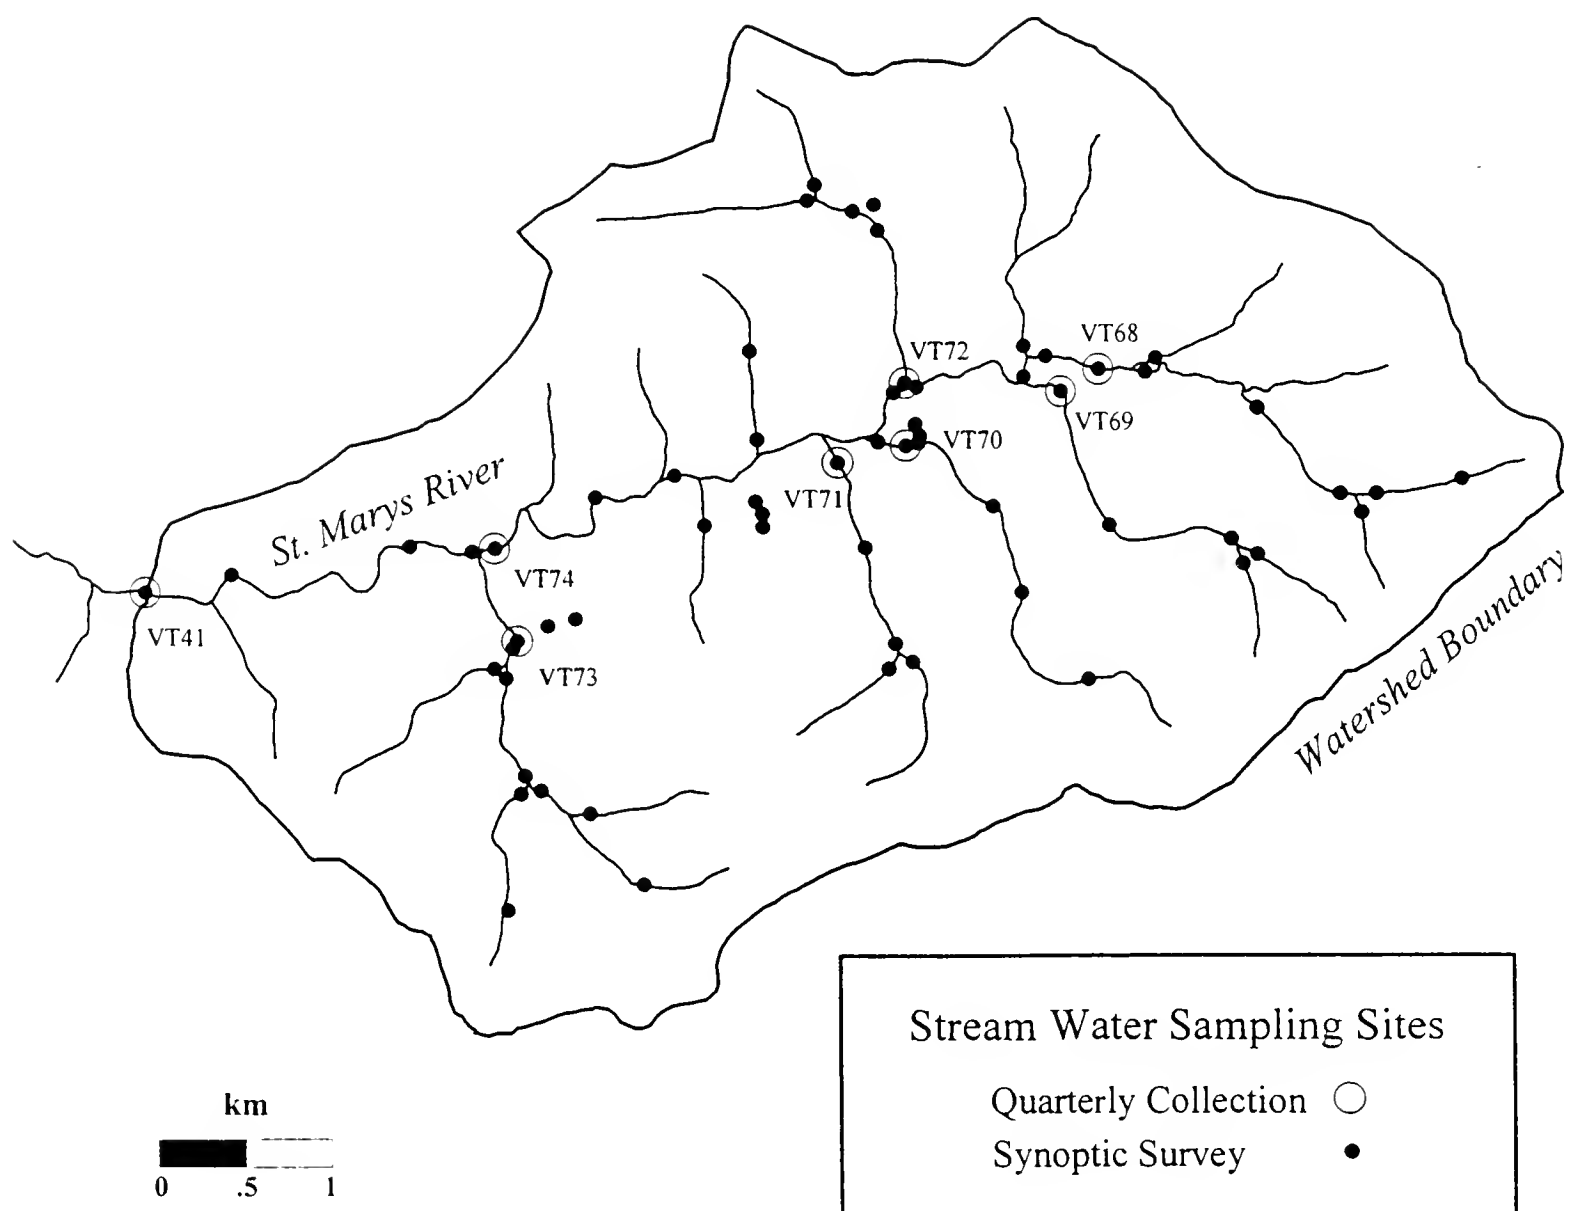 VT68
VT72
VT69
VT70
St. Marys River
VT71
VT74
VT41
VT73
Watershed Boundary
Stream Water Sampling Sites
Quarterly Collection
Synoptic Survey
km
0 .5 1